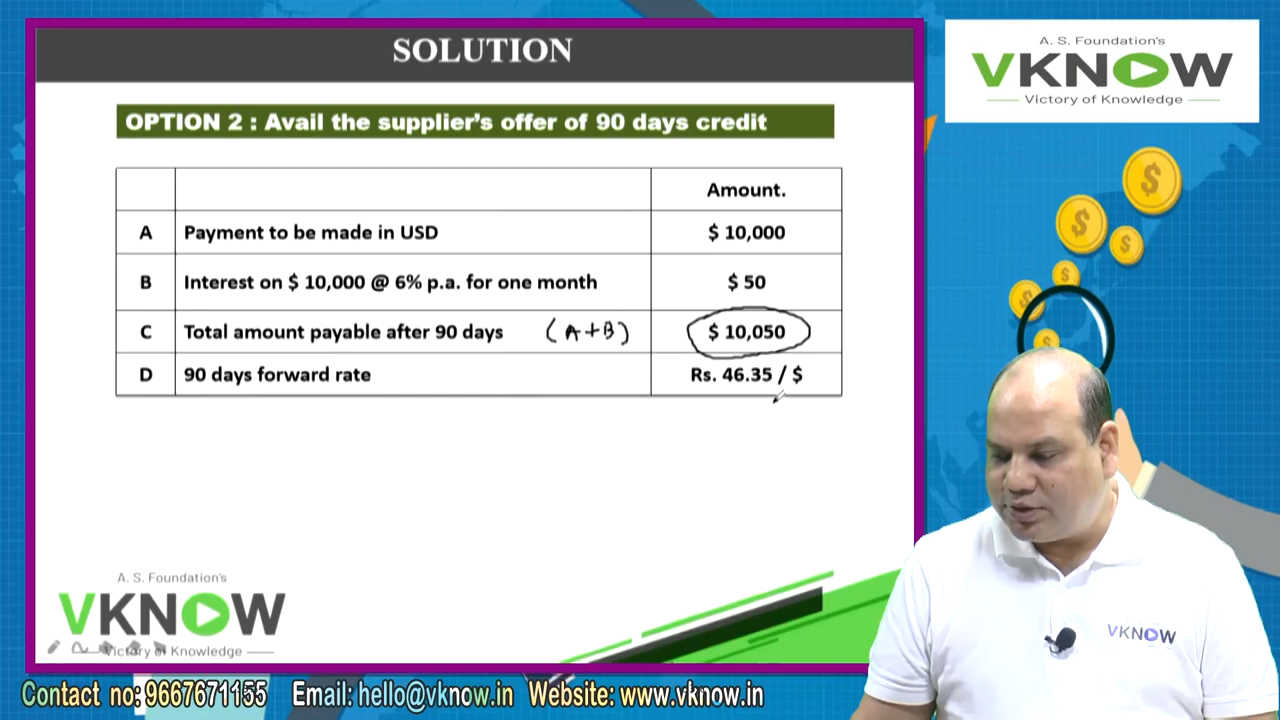 SOLUTION
A. S. Foundation's
VKNOW
Victory of Knowledge
OPTION 2 : Avail the supplier's offer of 90 days credit
Amount.
A Payment to be made in USD $ 10,000
B Interest on $ 10,000 @ 6% p.a. for one month $ 50
C Total amount payable after 90 days (A+B) $ 10,050
D 90 days forward rate Rs. 46.35 / $
A. S. Foundation's
VKNOW
Victory of Knowledge
VKNOW
Contact no: 9667671155 Email: hello@vknow.in Website: www.vknow.in